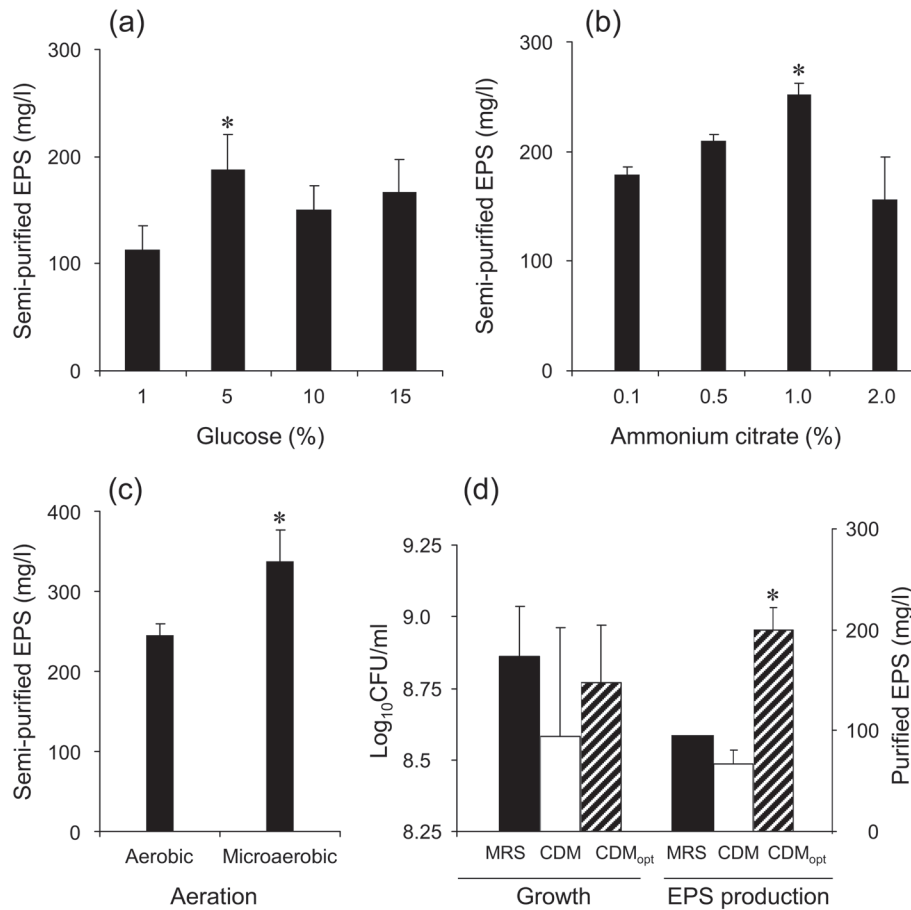 (a)
300
200
100
0
Semi-purified EPS (mg/l)
*
1 5 10 15
Glucose (%)
(b)
300
200
100
0
Semi-purified EPS (mg/l)
*
0.1 0.5 1.0 2.0
Ammonium citrate (%)
(c)
400
300
200
100
0
Semi-purified EPS (mg/l)
*
Aerobic Microaerobic
Aeration
(d)
9.25
9.0
8.75
8.5
8.25
Log10CFU/ml
300
200
100
0
Purified EPS (mg/l)
*
MRS CDM CDMopt MRS CDM CDMopt
Growth EPS production